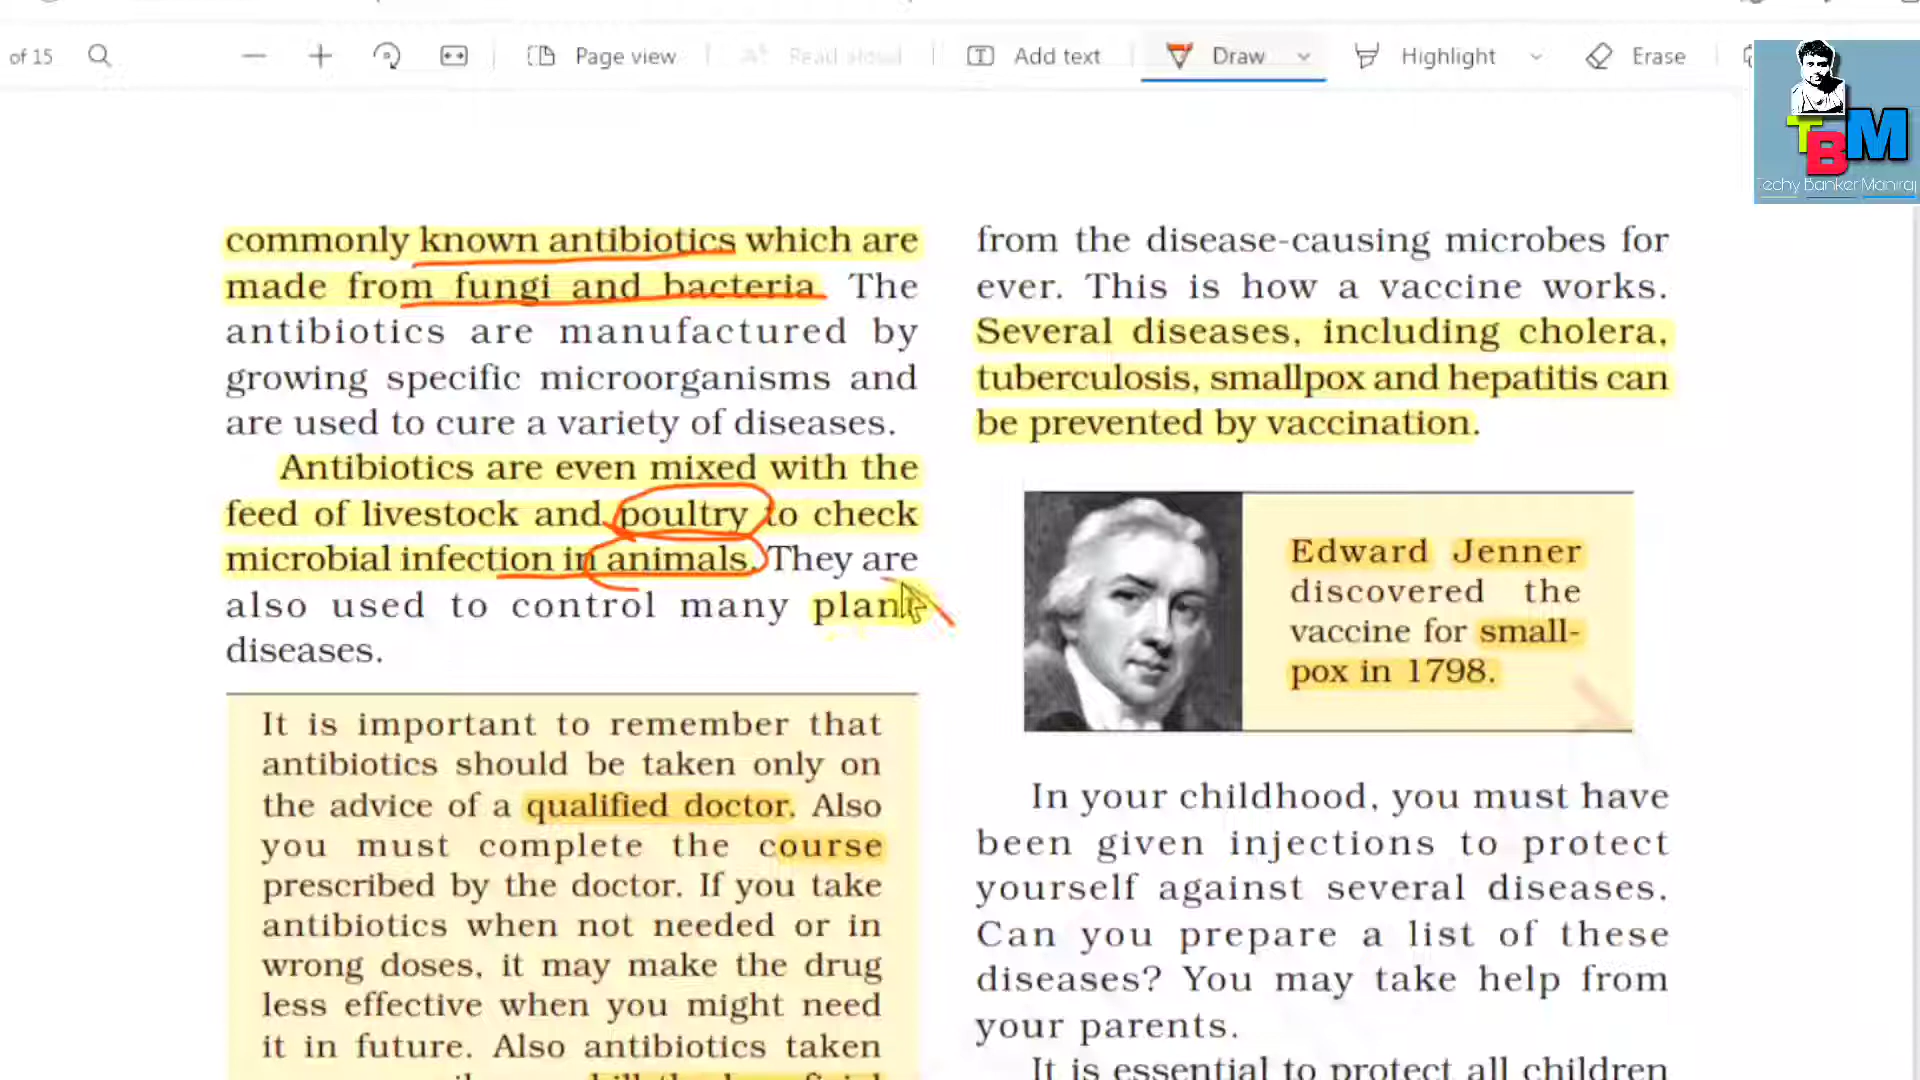 of 15
Page view
Read aloud
Add text
Draw
Highlight
Erase
TBM
Techy Banker Maniraj
commonly known antibiotics which are
made from fungi and bacteria. The
antibiotics are manufactured by
growing specific microorganisms and
are used to cure a variety of diseases.
Antibiotics are even mixed with the
feed of livestock and poultry to check
microbial infection in animals. They are
also used to control many plant
diseases.
It is important to remember that
antibiotics should be taken only on
the advice of a qualified doctor. Also
you must complete the course
prescribed by the doctor. If you take
antibiotics when not needed or in
wrong doses, it may make the drug
less effective when you might need
it in future. Also antibiotics taken
from the disease-causing microbes for
ever. This is how a vaccine works.
Several diseases, including cholera,
tuberculosis, smallpox and hepatitis can
be prevented by vaccination.
Edward Jenner
discovered the
vaccine for small-
pox in 1798.
In your childhood, you must have
been given injections to protect
yourself against several diseases.
Can you prepare a list of these
diseases? You may take help from
your parents.
It is essential to protect all children